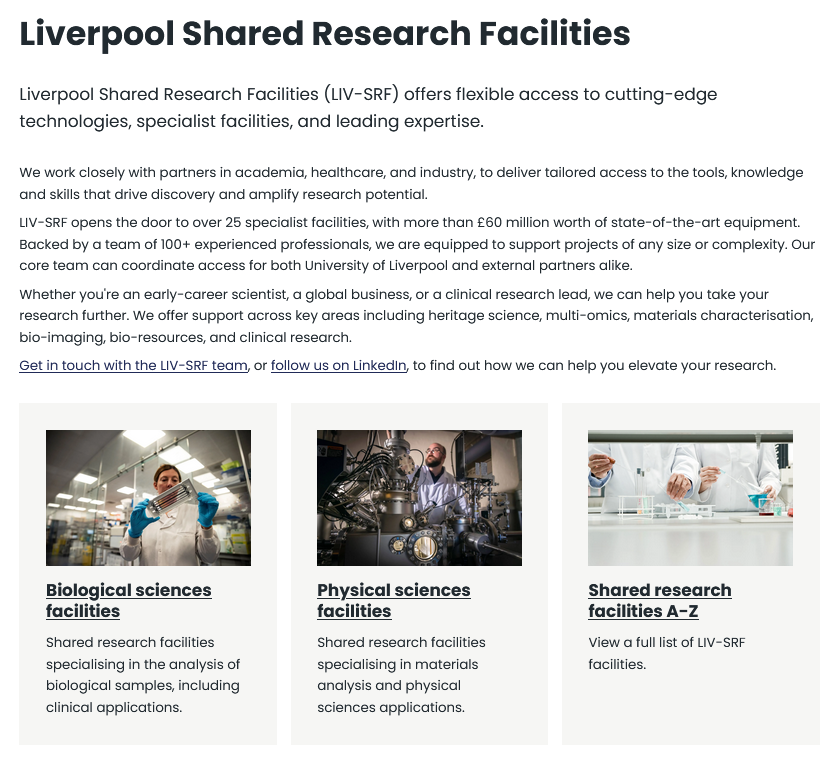 Liverpool Shared Research Facilities
Liverpool Shared Research Facilities (LIV-SRF) offers flexible access to cutting-edge
technologies, specialist facilities, and leading expertise.
We work closely with partners in academia, healthcare, and industry, to deliver tailored access to the tools, knowledge
and skills that drive discovery and amplify research potential.
LIV-SRF opens the door to over 25 specialist facilities, with more than £60 million worth of state-of-the-art equipment.
Backed by a team of 100+ experienced professionals, we are equipped to support projects of any size or complexity. Our
core team can coordinate access for both University of Liverpool and external partners alike.
Whether you're an early-career scientist, a global business, or a clinical research lead, we can help you take your
research further. We offer support across key areas including heritage science, multi-omics, materials characterisation,
bio-imaging, bio-resources, and clinical research.
Get in touch with the LIV-SRF team, or follow us on LinkedIn, to find out how we can help you elevate your research.
Biological sciences
facilities
Shared research facilities
specialising in the analysis of
biological samples, including
clinical applications.
Physical sciences
facilities
Shared research facilities
specialising in materials
analysis and physical
sciences applications.
Shared research
facilities A-Z
View a full list of LIV-SRF
facilities.